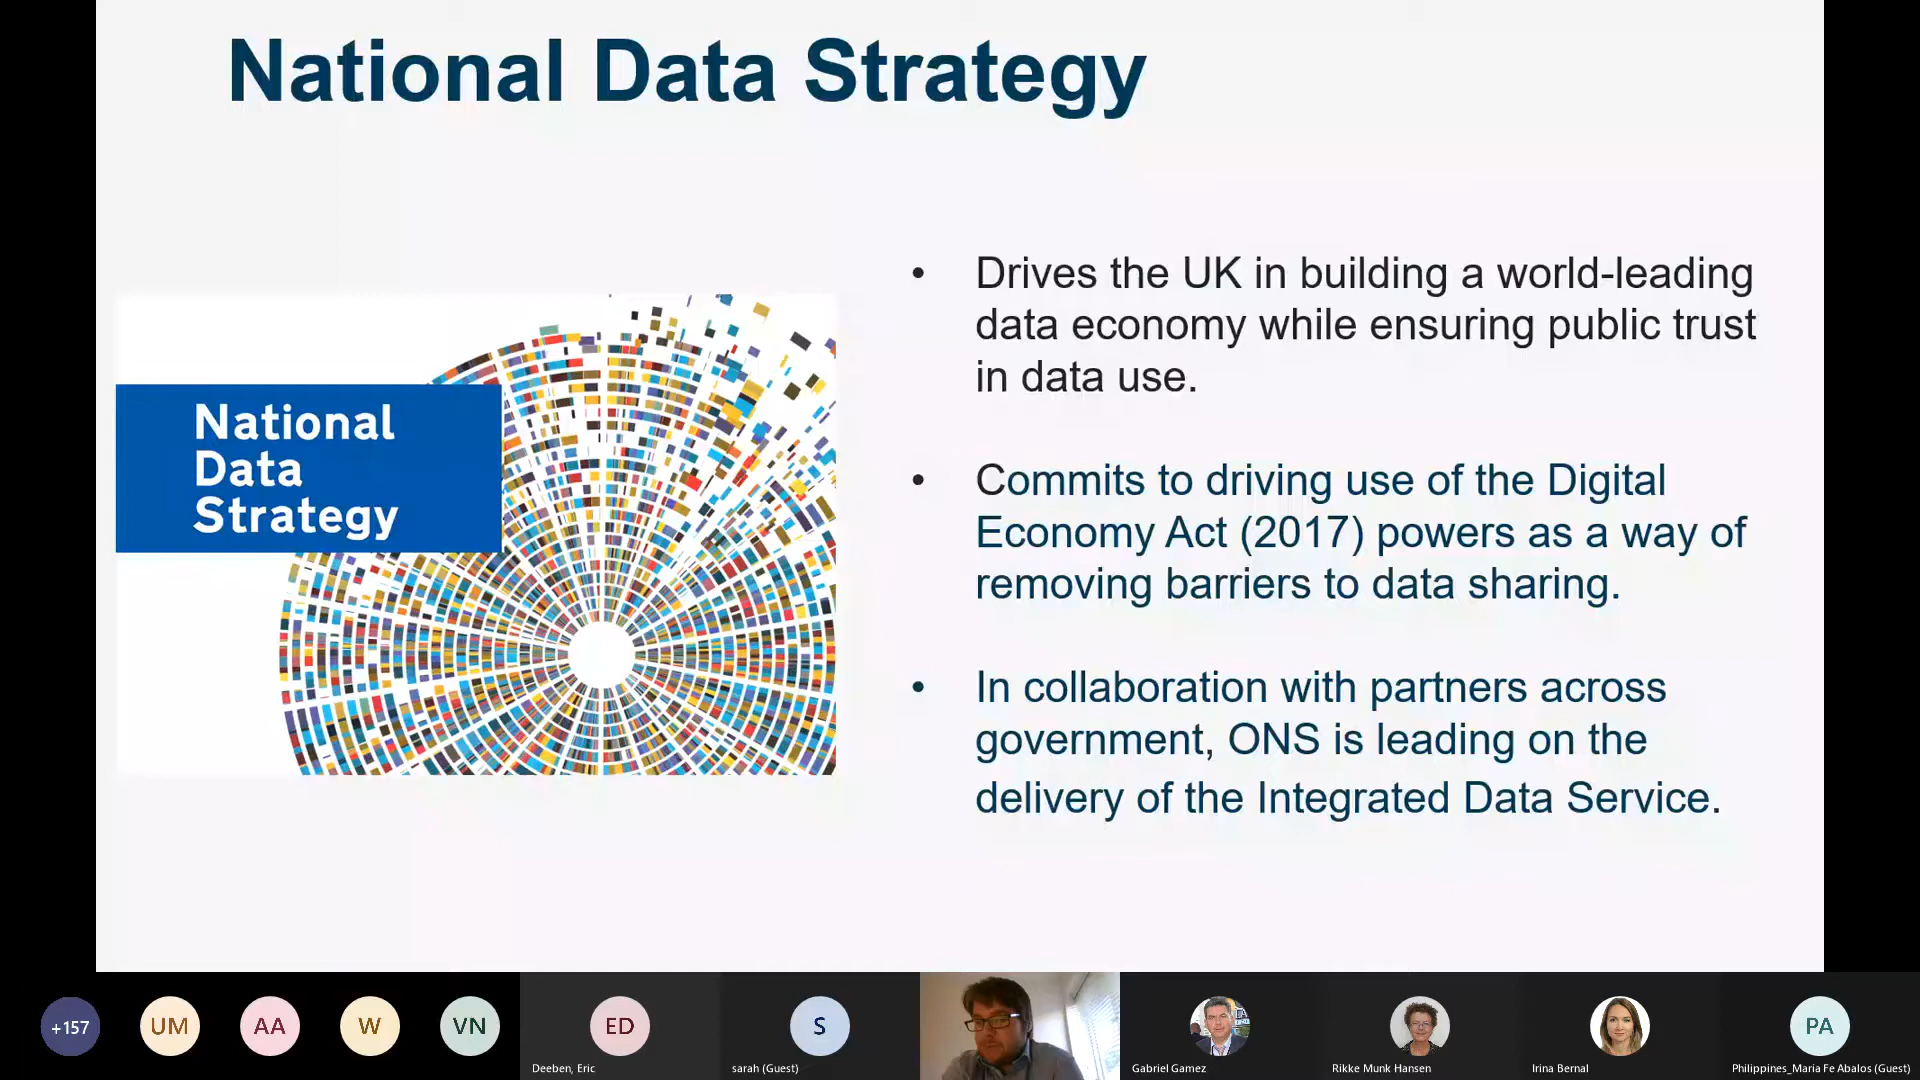 National Data Strategy
National
Data
Strategy
• Drives the UK in building a world-leading
data economy while ensuring public trust
in data use.
• Commits to driving use of the Digital
Economy Act (2017) powers as a way of
removing barriers to data sharing.
• In collaboration with partners across
government, ONS is leading on the
delivery of the Integrated Data Service.
+157
UM
AA
W
VN
ED
Deeben, Eric
S
sarah (Guest)
Gabriel Gamez
Rikke Munk Hansen
Irina Bernal
PA
Philippines_Maria Fe Abalos (Guest)